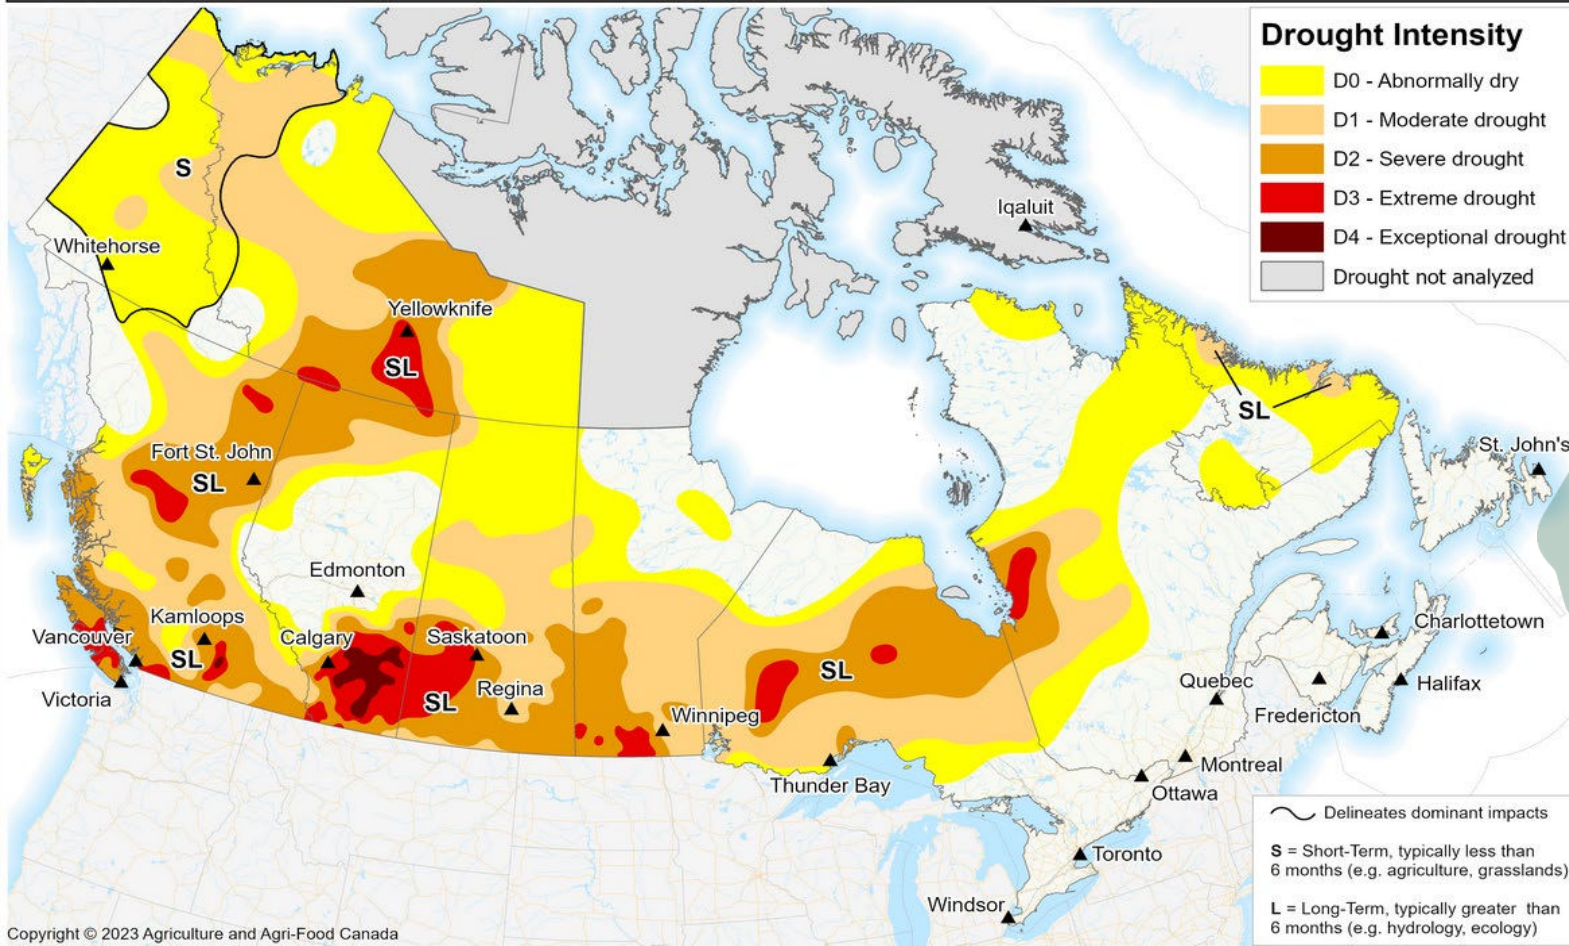 Drought Intensity
D0 - Abnormally dry
D1 - Moderate drought
D2 - Severe drought
D3 - Extreme drought
D4 - Exceptional drought
Drought not analyzed
S
Iqaluit
Whitehorse
Yellowknife
SL
SL
St. John's
Fort St. John
SL
Edmonton
Kamloops
Charlottetown
Vancouver
Calgary
Saskatoon
SL
SL
Quebec
Halifax
Victoria
SL
Regina
Winnipeg
Fredericton
Montreal
Thunder Bay
Ottawa
Delineates dominant impacts
S = Short-Term, typically less than
6 months (e.g. agriculture, grasslands)
Toronto
Windsor
L = Long-Term, typically greater than
6 months (e.g. hydrology, ecology)
Copyright © 2023 Agriculture and Agri-Food Canada